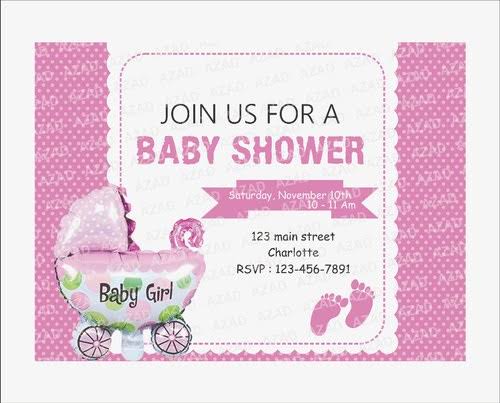 JOIN US FOR A
BABY SHOWER
Saturday, November 10th
10 - 11 Am
123 main street
Charlotte
RSVP : 123-456-7891
Baby Girl
AZAD